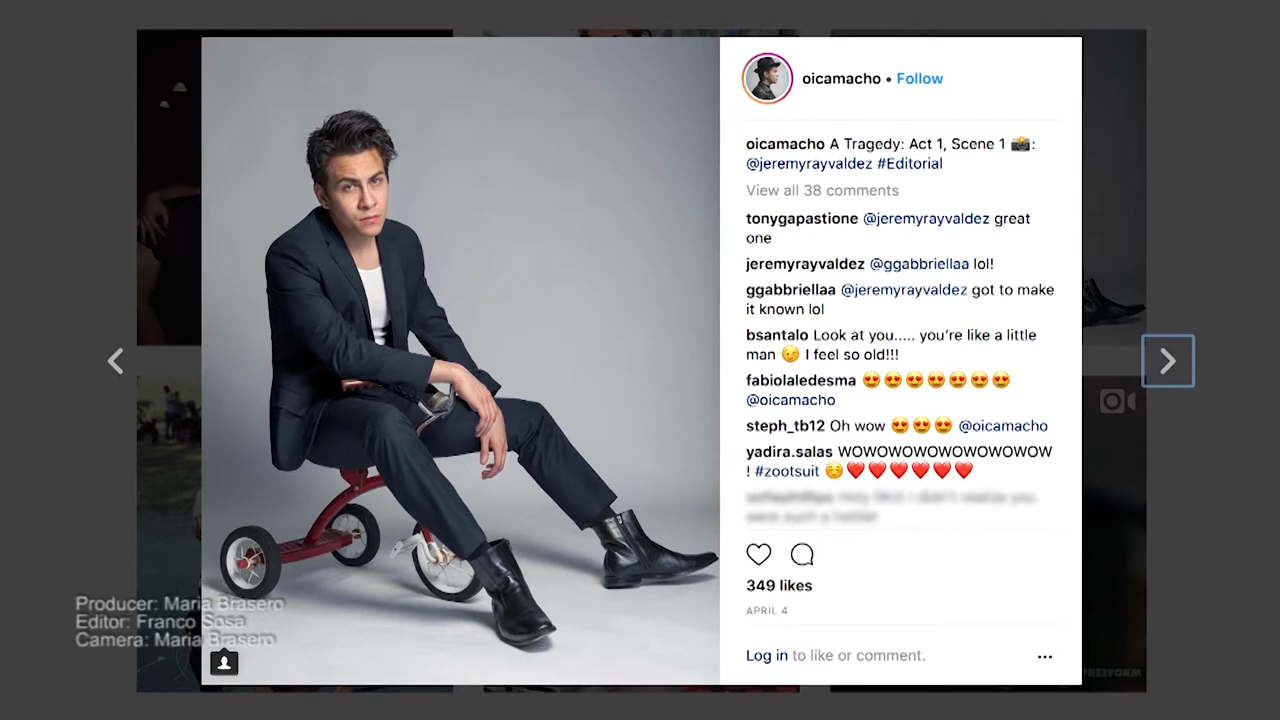 oicamacho • Follow
oicamacho A Tragedy: Act 1, Scene 1 📸:
@jeremyrayvaldez #Editorial
View all 38 comments
tonygapastione @jeremyrayvaldez great
one
jeremyrayvaldez @ggabbriellaa lol!
ggabbriellaa @jeremyrayvaldez got to make
it known lol
bsantalo Look at you..... you're like a little
man 😉 I feel so old!!!
fabiolaledesma 😍😍😍😍😍😍😍
@oicamacho
steph_tb12 Oh wow 😍😍😍 @oicamacho
yadira.salas WOWOWOWOWOWOWOWOW
! #zootsuit ☺️❤️❤️❤️❤️❤️❤️
349 likes
APRIL 4
Log in to like or comment.
Producer: Maria Brasero
Editor: Franco Sosa
Camera: Maria Brasero
FREEFORM